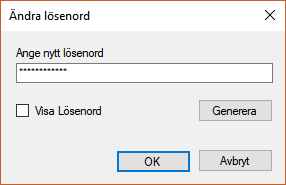 Ändra lösenord
Ange nytt lösenord
************
Visa Lösenord
Generera
OK
Avbryt